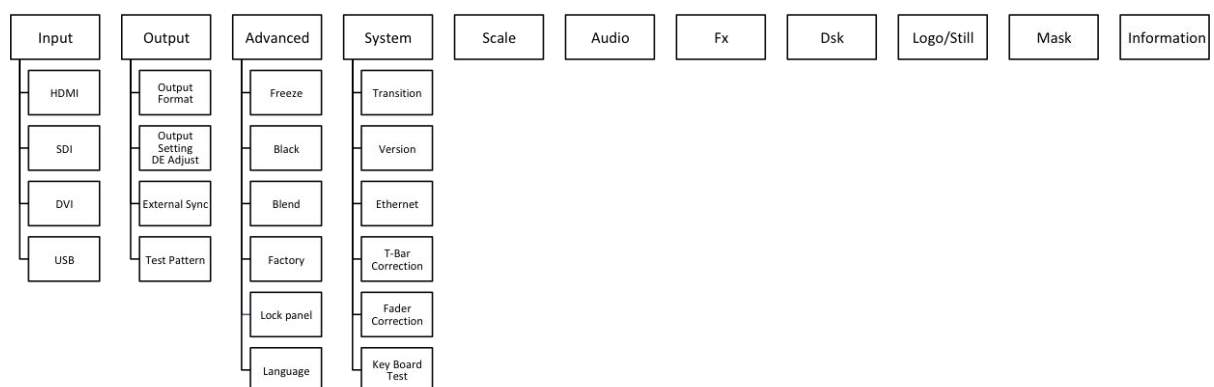 Input
Output
Advanced
System
Scale
Audio
Fx
Dsk
Logo/Still
Mask
Information
HDMI
SDI
DVI
USB
Output
Format
Output
Setting
DE Adjust
External Sync
Test Pattern
Freeze
Black
Blend
Factory
Lock panel
Language
Transition
Version
Ethernet
T-Bar
Correction
Fader
Correction
Key Board
Test